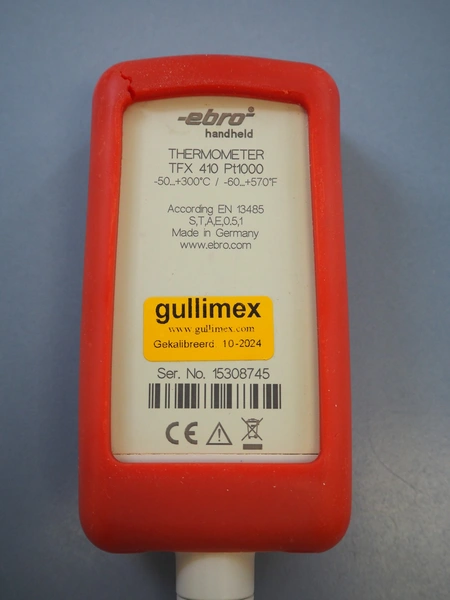 ebro
handheld
THERMOMETER
TFX 410 Pt1000
-50...+300°C / -60...+570°F
According EN 13485
S,T,A,E,0.5,1
Made in Germany
www.ebro.com
gullimex
www.gullimex.com
Gekalibreerd 10-2024
Ser. No. 15308745
CE